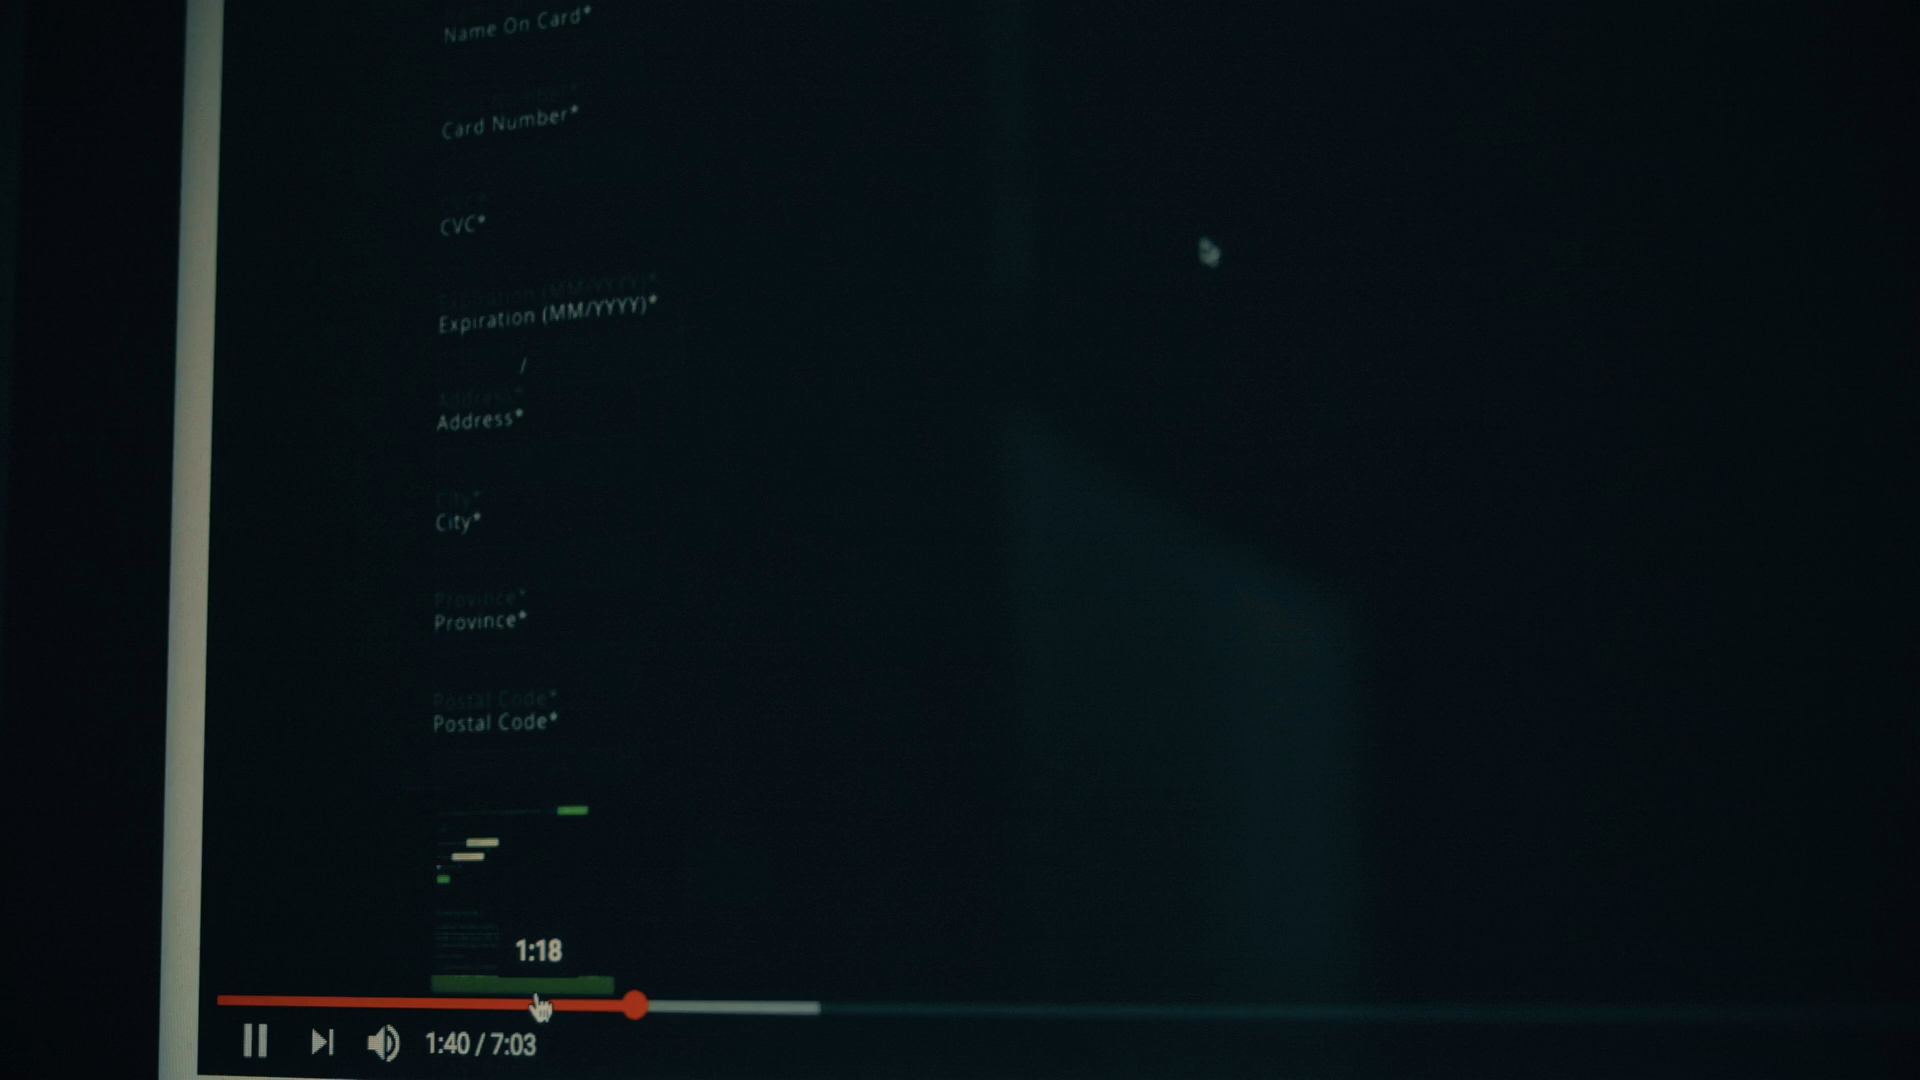 Name On Card*
Card Number*
CVC*
Expiration (MM/YYYY)*
/
Address*
City*
Province*
Postal Code*
1:18
1:40 / 7:03